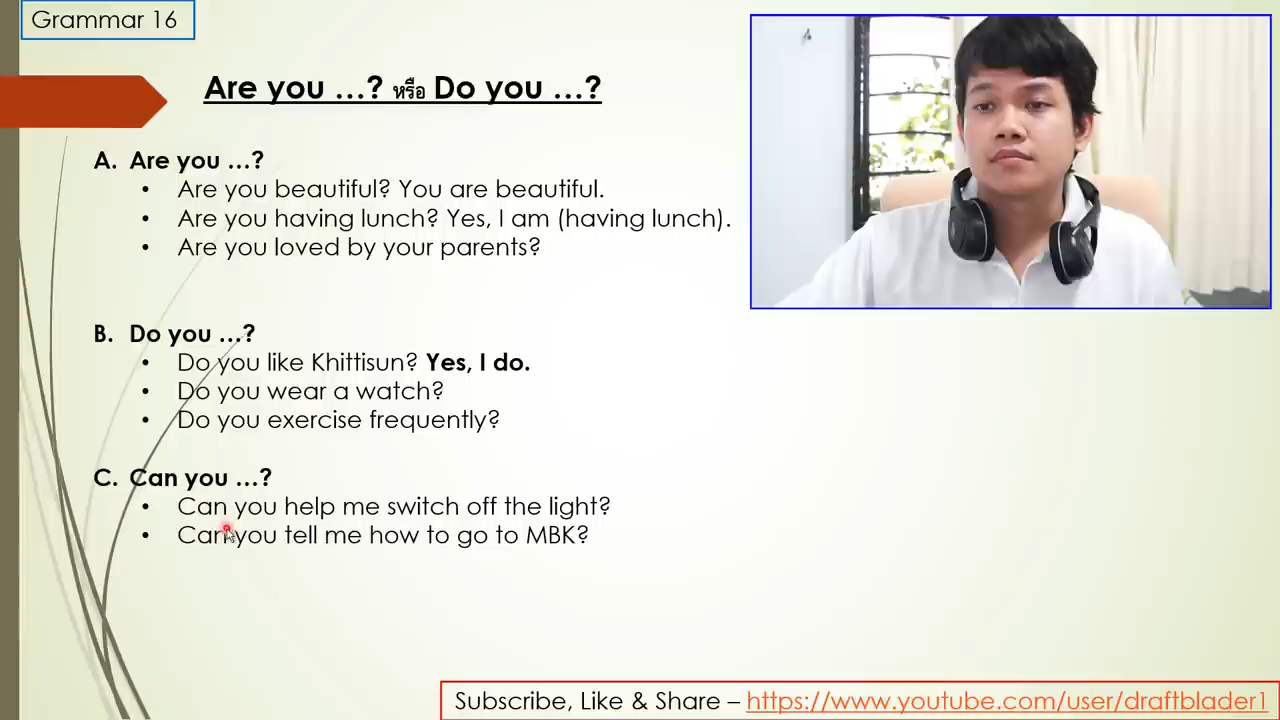 Grammar 16
Are you …? หรือ Do you …?
A. Are you …?
• Are you beautiful? You are beautiful.
• Are you having lunch? Yes, I am (having lunch).
• Are you loved by your parents?
B. Do you …?
• Do you like Khittisun? Yes, I do.
• Do you wear a watch?
• Do you exercise frequently?
C. Can you …?
• Can you help me switch off the light?
• Can you tell me how to go to MBK?
Subscribe, Like & Share – https://www.youtube.com/user/draftblader1